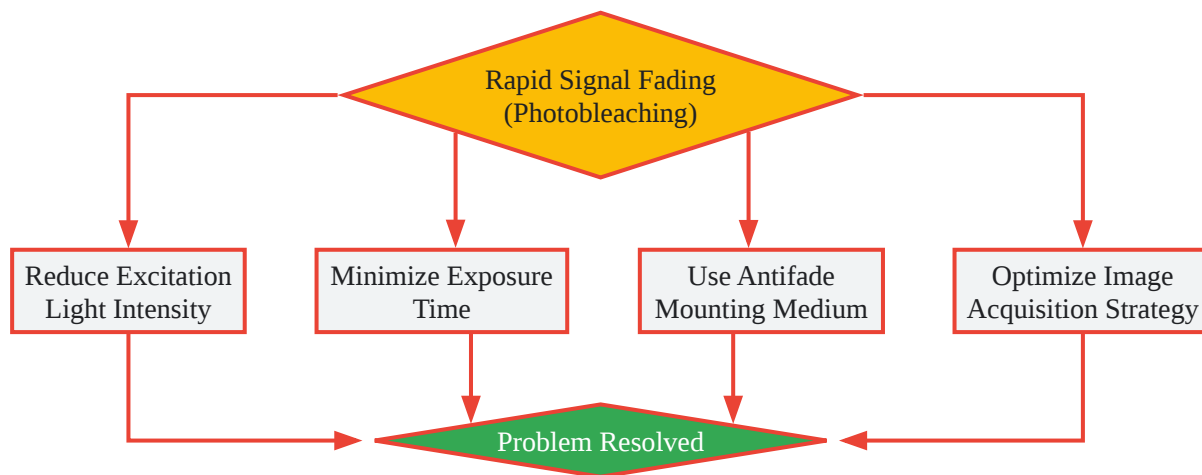 Rapid Signal Fading
(Photobleaching)
Reduce Excitation
Light Intensity
Minimize Exposure
Time
Use Antifade
Mounting Medium
Optimize Image
Acquisition Strategy
Problem Resolved